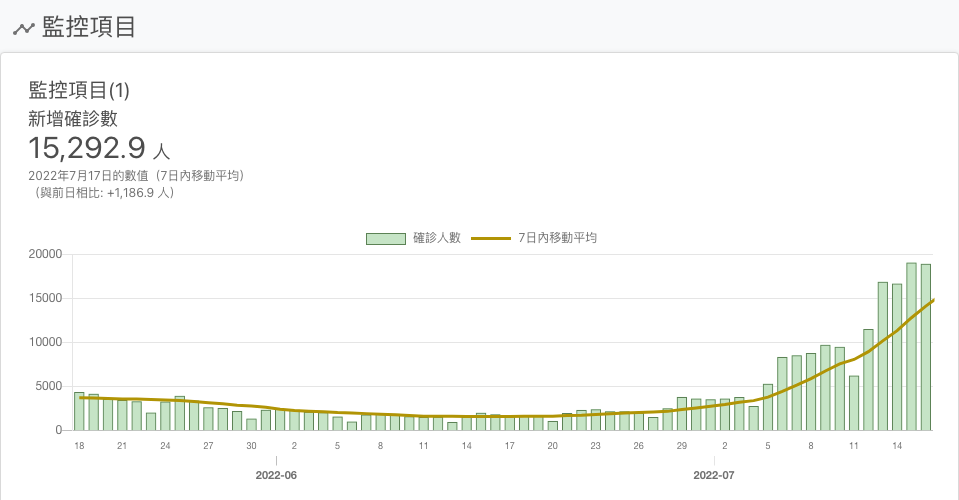 監控項目
監控項目(1)
新增確診數
15,292.9 人
2022年7月17日的數值（7日內移動平均）
（與前日相比: +1,186.9 人）
確診人數 7日內移動平均
20000
15000
10000
5000
0
18 21 24 27 30 2 5 8 11 14 17 20 23 26 29 2 5 8 11 14
2022-06 2022-07